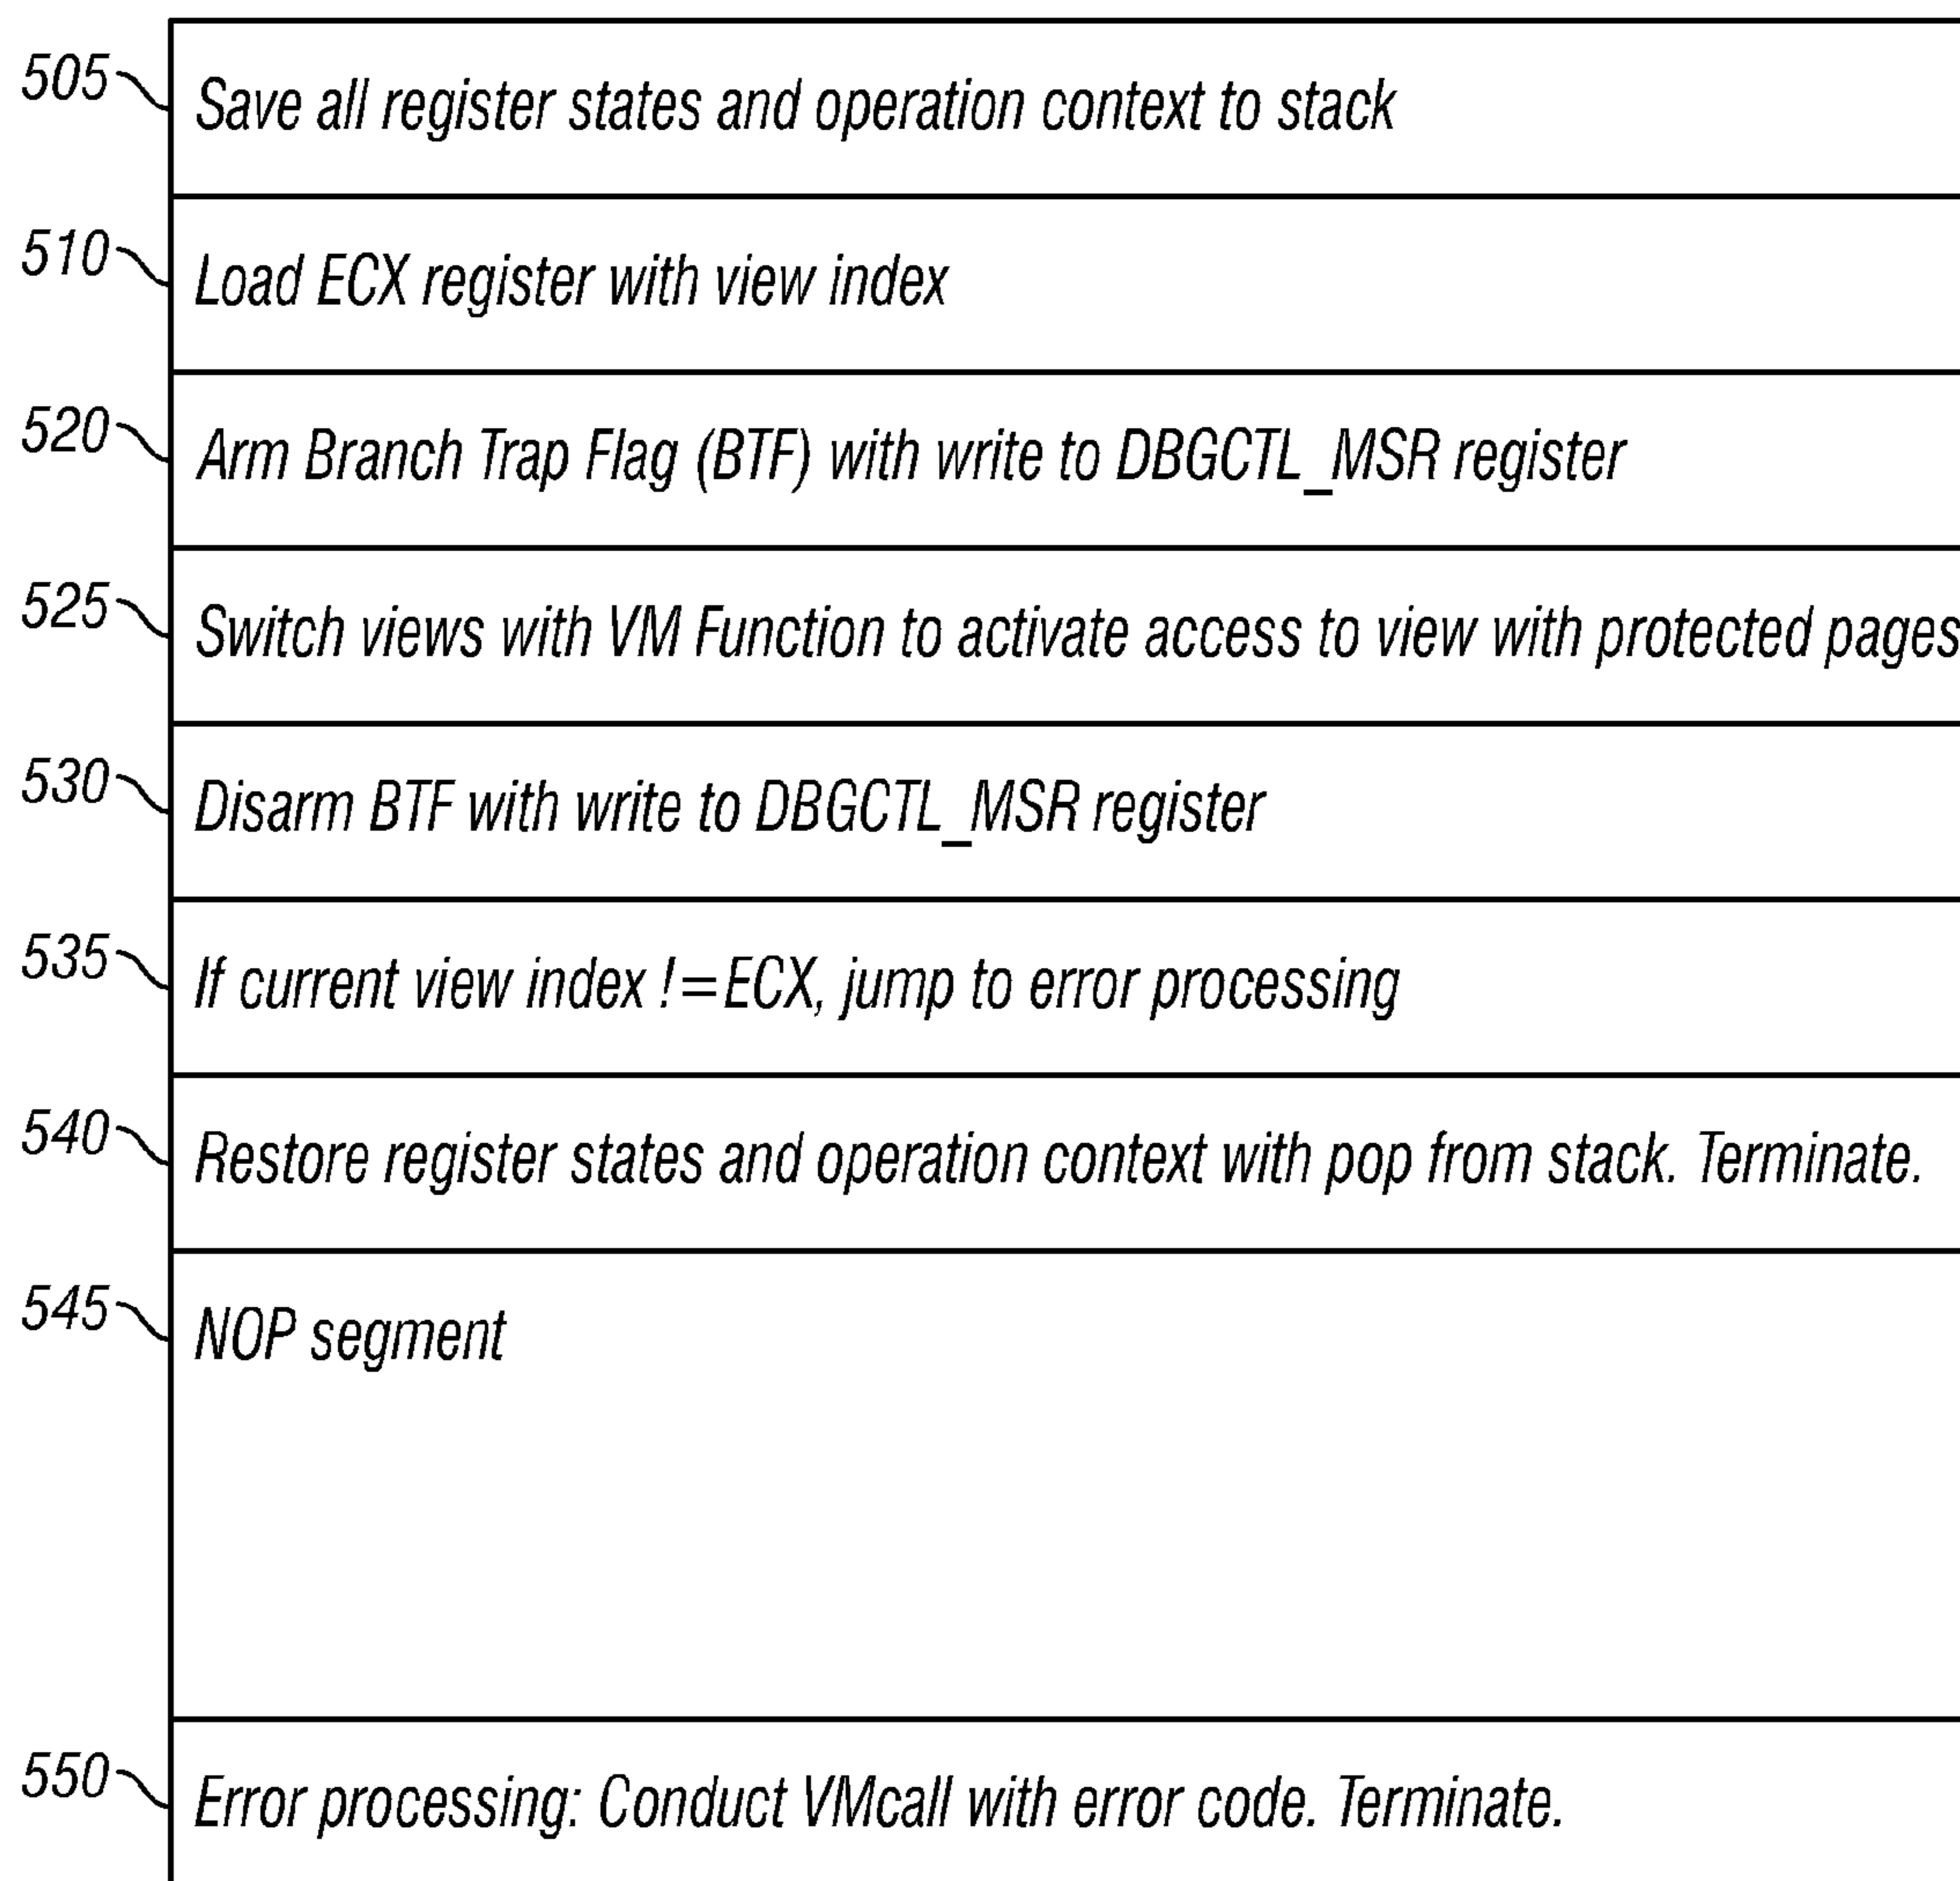 505 Save all register states and operation context to stack
510 Load ECX register with view index
520 Arm Branch Trap Flag (BTF) with write to DBGCTL_MSR register
525 Switch views with VM Function to activate access to view with protected pages
530 Disarm BTF with write to DBGCTL_MSR register
535 If current view index !=ECX, jump to error processing
540 Restore register states and operation context with pop from stack. Terminate.
545 NOP segment
550 Error processing: Conduct VMcall with error code. Terminate.